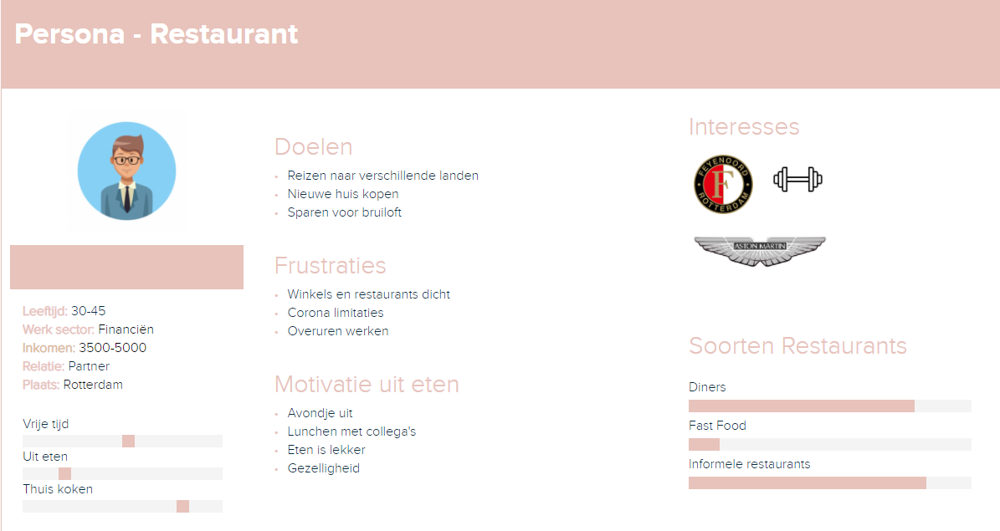 Persona - Restaurant
Leeftijd: 30-45
Werk sector: Financiën
Inkomen: 3500-5000
Relatie: Partner
Plaats: Rotterdam
Vrije tijd
Uit eten
Thuis koken
Doelen
• Reizen naar verschillende landen
• Nieuwe huis kopen
• Sparen voor bruiloft
Frustraties
• Winkels en restaurants dicht
• Corona limitaties
• Overuren werken
Motivatie uit eten
• Avondje uit
• Lunchen met collega's
• Eten is lekker
• Gezelligheid
Interesses
FEYENOORD
F
ROTTERDAM
ASTON MARTIN
Soorten Restaurants
Diners
Fast Food
Informele restaurants